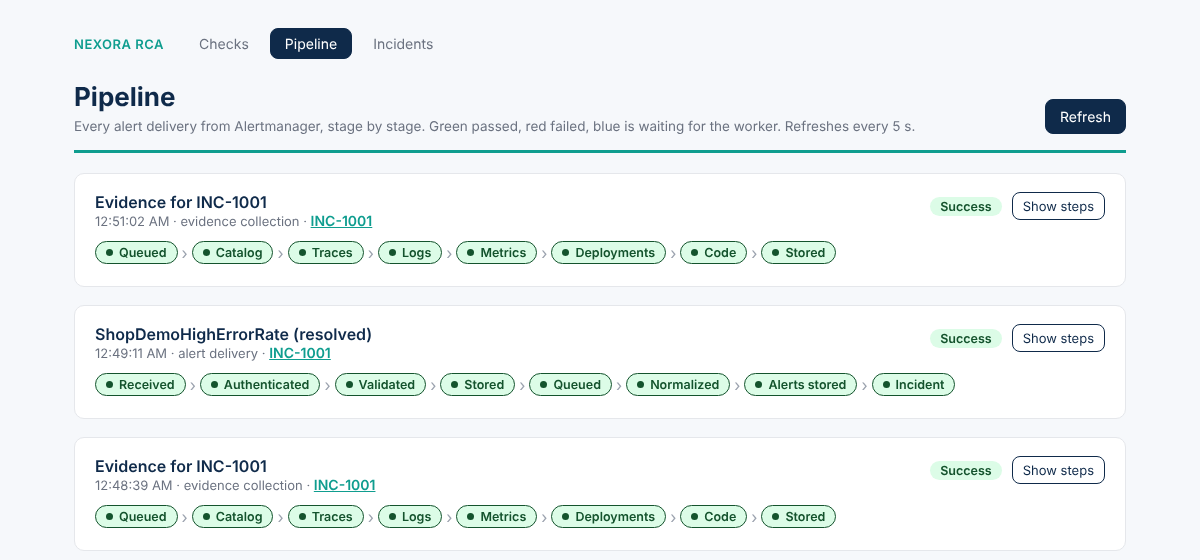 NEXORA RCA Checks Pipeline Incidents
Pipeline
Every alert delivery from Alertmanager, stage by stage. Green passed, red failed, blue is waiting for the worker. Refreshes every 5 s.
Refresh
Evidence for INC-1001
12:51:02 AM · evidence collection · INC-1001
Success Show steps
Queued › Catalog › Traces › Logs › Metrics › Deployments › Code › Stored
ShopDemoHighErrorRate (resolved)
12:49:11 AM · alert delivery · INC-1001
Success Show steps
Received › Authenticated › Validated › Stored › Queued › Normalized › Alerts stored › Incident
Evidence for INC-1001
12:48:39 AM · evidence collection · INC-1001
Success Show steps
Queued › Catalog › Traces › Logs › Metrics › Deployments › Code › Stored